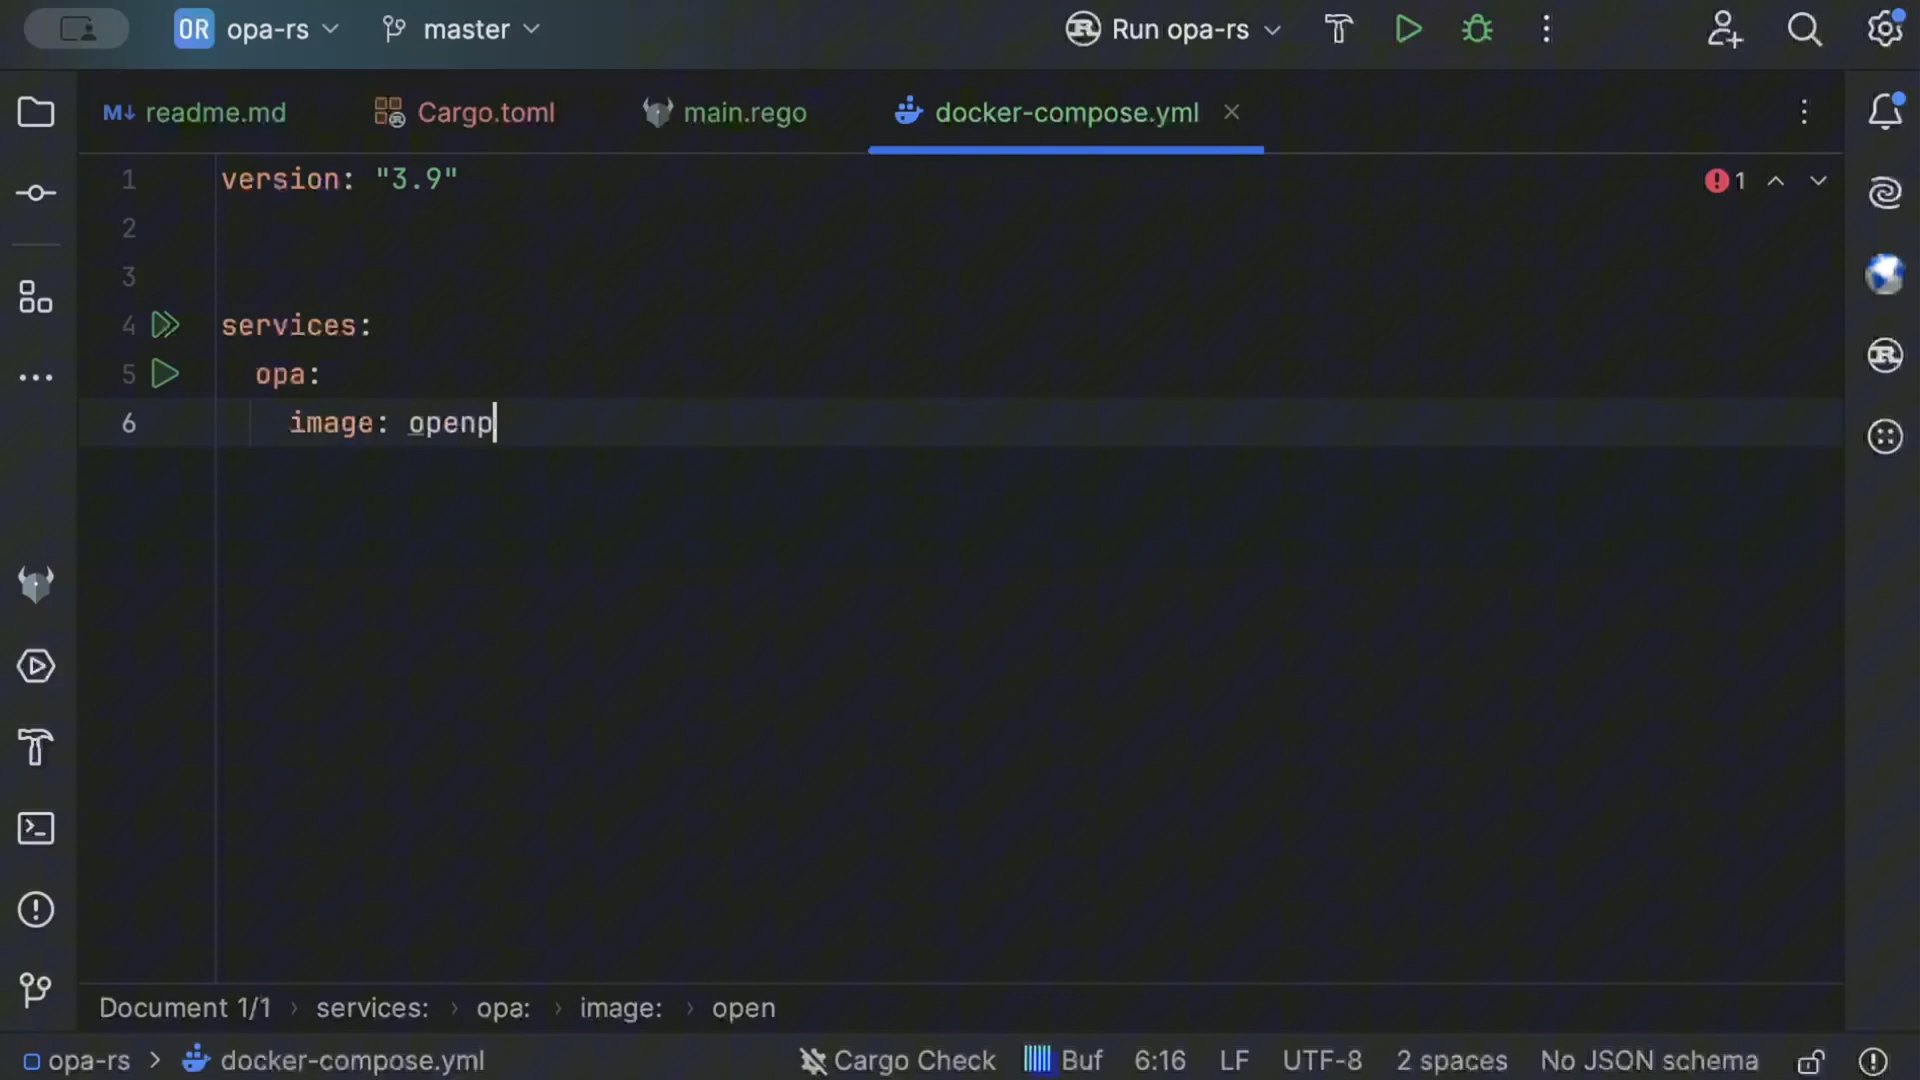 OR opa-rs master Run opa-rs
M↓ readme.md Cargo.toml main.rego docker-compose.yml
1 version: "3.9"
1
2
3
4 services:
5 opa:
6 image: openp
Document 1/1 › services: › opa: › image: › open
opa-rs > docker-compose.yml Cargo Check Buf 6:16 LF UTF-8 2 spaces No JSON schema